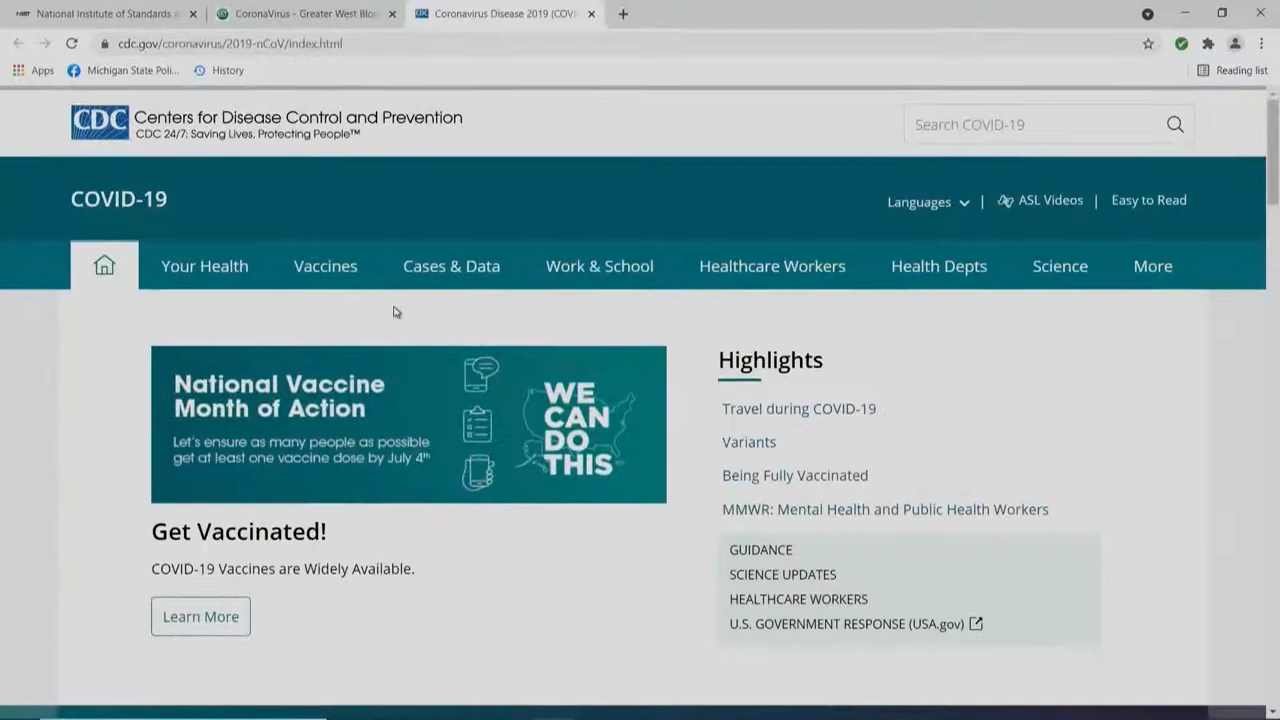 National Institute of Standards a
CoronaVirus - Greater West Bloo
Coronavirus Disease 2019 (COVI
cdc.gov/coronavirus/2019-nCoV/index.html
Apps
Michigan State Poli...
History
Reading list
CDC
Centers for Disease Control and Prevention
CDC 24/7: Saving Lives, Protecting People™
Search COVID-19
COVID-19
Languages | ASL Videos | Easy to Read
Your Health Vaccines Cases & Data Work & School Healthcare Workers Health Depts Science More
National Vaccine
Month of Action
Let's ensure as many people as possible
get at least one vaccine dose by July 4th
WE
CAN
DO
THIS
Get Vaccinated!
COVID-19 Vaccines are Widely Available.
Learn More
Highlights
Travel during COVID-19
Variants
Being Fully Vaccinated
MMWR: Mental Health and Public Health Workers
GUIDANCE
SCIENCE UPDATES
HEALTHCARE WORKERS
U.S. GOVERNMENT RESPONSE (USA.gov)